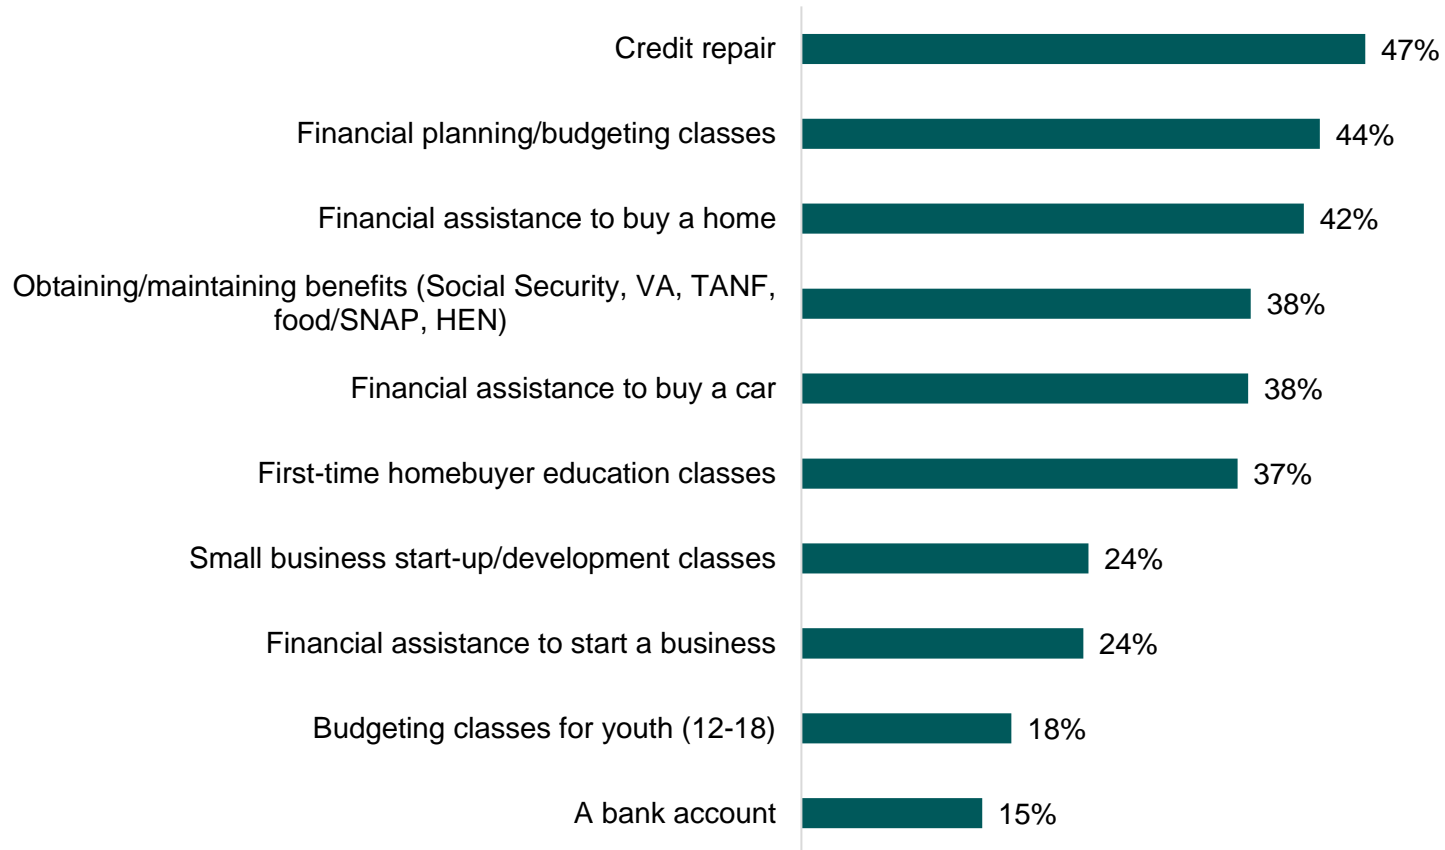 Credit repair 47%
Financial planning/budgeting classes 44%
Financial assistance to buy a home 42%
Obtaining/maintaining benefits (Social Security, VA, TANF,
food/SNAP, HEN) 38%
Financial assistance to buy a car 38%
First-time homebuyer education classes 37%
Small business start-up/development classes 24%
Financial assistance to start a business 24%
Budgeting classes for youth (12-18) 18%
A bank account 15%